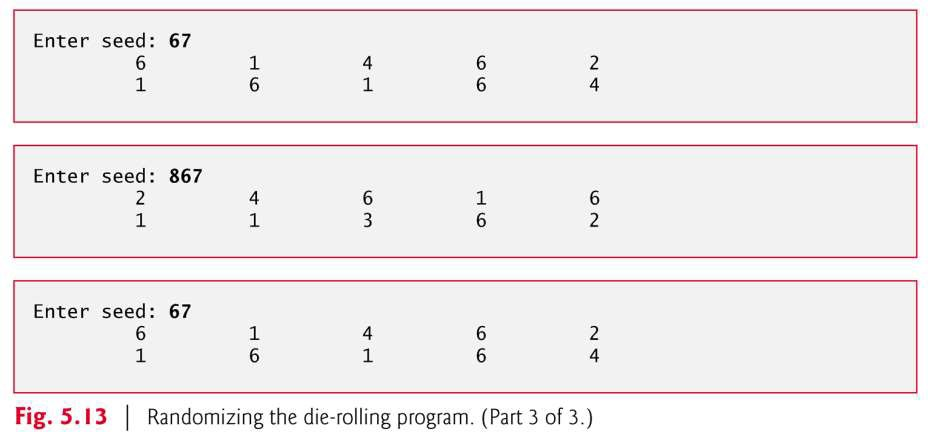 Enter seed: 67
6 1 4 6 2
1 6 1 6 4
Enter seed: 867
2 4 6 1 6
1 1 3 6 2
Enter seed: 67
6 1 4 6 2
1 6 1 6 4
Fig. 5.13 | Randomizing the die-rolling program. (Part 3 of 3.)